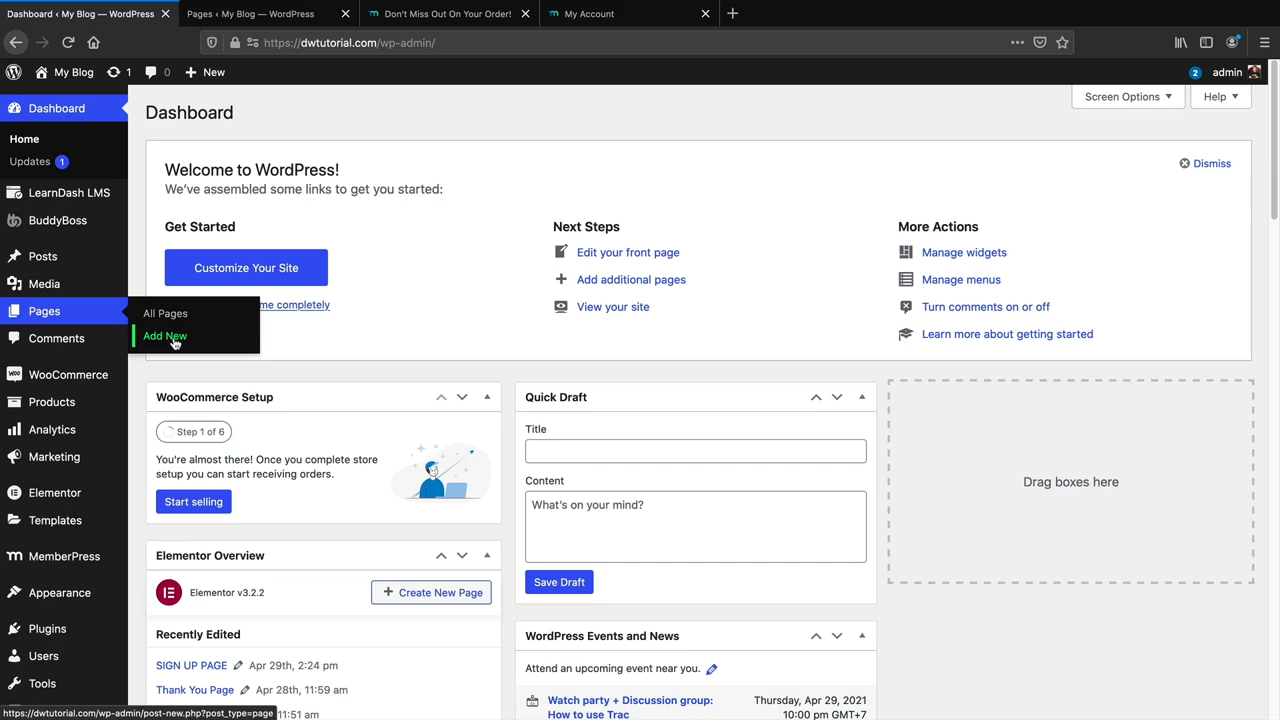 Dashboard ‹ My Blog — WordPress
Pages ‹ My Blog — WordPress
Don't Miss Out On Your Order!
My Account
https://dwtutorial.com/wp-admin/
My Blog
1
0
New
2
admin
Dashboard
Home
Updates 1
LearnDash LMS
BuddyBoss
Posts
Media
Pages
Comments
WooCommerce
Products
Analytics
Marketing
Elementor
Templates
MemberPress
Appearance
Plugins
Users
Tools
All Pages
Add New
Dashboard
Screen Options
Help
Welcome to WordPress!
We've assembled some links to get you started:
Dismiss
Get Started
Customize Your Site
me completely
Next Steps
Edit your front page
Add additional pages
View your site
More Actions
Manage widgets
Manage menus
Turn comments on or off
Learn more about getting started
WooCommerce Setup
Step 1 of 6
You're almost there! Once you complete store
setup you can start receiving orders.
Start selling
Elementor Overview
Elementor v3.2.2
Create New Page
Recently Edited
SIGN UP PAGE Apr 29th, 2:24 pm
Thank You Page Apr 28th, 11:59 am
11:51 am
Quick Draft
Title
Content
What's on your mind?
Save Draft
WordPress Events and News
Attend an upcoming event near you.
Watch party + Discussion group:
How to use Trac
Thursday, Apr 29, 2021
10:00 pm GMT+7
Drag boxes here
https://dwtutorial.com/wp-admin/post-new.php?post_type=page